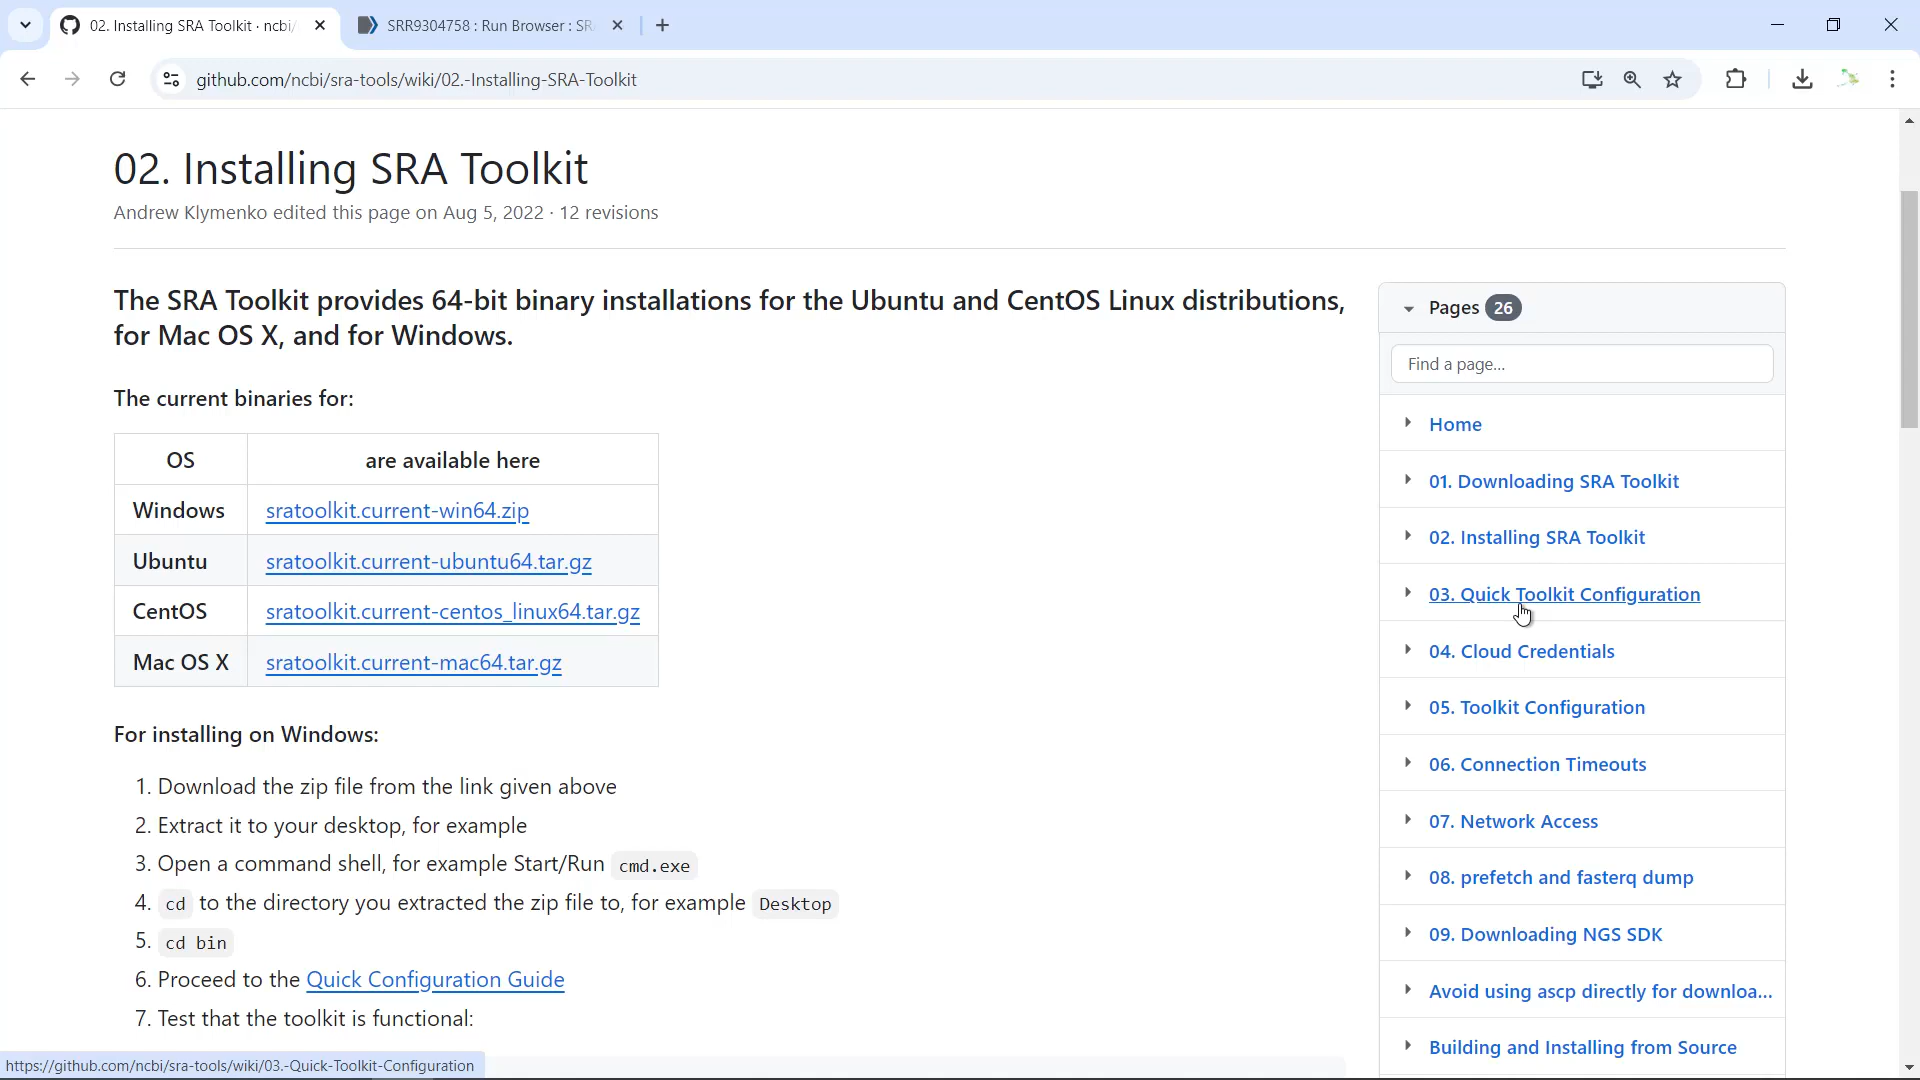 02. Installing SRA Toolkit · ncbi/
SRR9304758 : Run Browser : SR
github.com/ncbi/sra-tools/wiki/02.-Installing-SRA-Toolkit
02. Installing SRA Toolkit
Andrew Klymenko edited this page on Aug 5, 2022 · 12 revisions
The SRA Toolkit provides 64-bit binary installations for the Ubuntu and CentOS Linux distributions,
for Mac OS X, and for Windows.
The current binaries for:
OS are available here
Windows sratoolkit.current-win64.zip
Ubuntu sratoolkit.current-ubuntu64.tar.gz
CentOS sratoolkit.current-centos_linux64.tar.gz
Mac OS X sratoolkit.current-mac64.tar.gz
For installing on Windows:
1. Download the zip file from the link given above
2. Extract it to your desktop, for example
3. Open a command shell, for example Start/Run cmd.exe
4. cd to the directory you extracted the zip file to, for example Desktop
5. cd bin
6. Proceed to the Quick Configuration Guide
7. Test that the toolkit is functional:
Pages 26
Find a page...
Home
01. Downloading SRA Toolkit
02. Installing SRA Toolkit
03. Quick Toolkit Configuration
04. Cloud Credentials
05. Toolkit Configuration
06. Connection Timeouts
07. Network Access
08. prefetch and fasterq dump
09. Downloading NGS SDK
Avoid using ascp directly for downloa...
Building and Installing from Source
https://github.com/ncbi/sra-tools/wiki/03.-Quick-Toolkit-Configuration